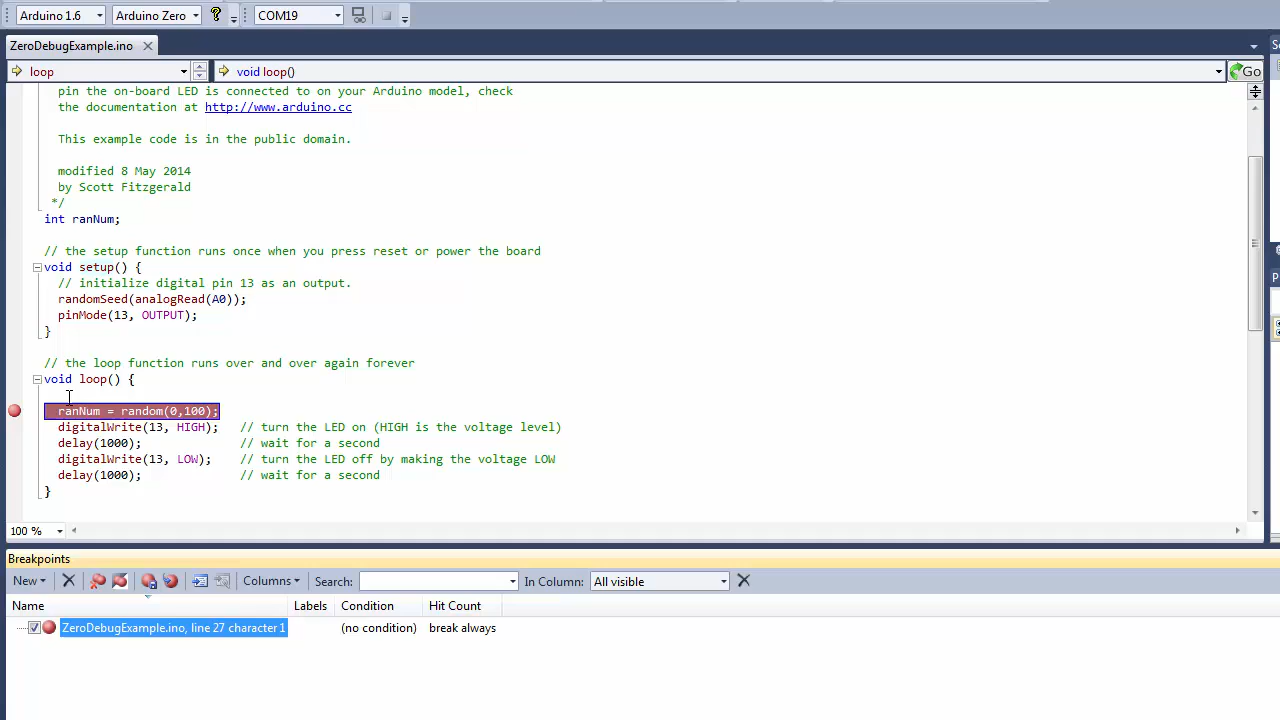 Arduino 1.6 Arduino Zero ? COM19
ZeroDebugExample.ino
loop void loop() Go
pin the on-board LED is connected to on your Arduino model, check
the documentation at http://www.arduino.cc
This example code is in the public domain.
modified 8 May 2014
by Scott Fitzgerald
*/
int ranNum;
// the setup function runs once when you press reset or power the board
void setup() {
// initialize digital pin 13 as an output.
randomSeed(analogRead(A0));
pinMode(13, OUTPUT);
}
// the loop function runs over and over again forever
void loop() {
ranNum = random(0,100);
digitalWrite(13, HIGH); // turn the LED on (HIGH is the voltage level)
delay(1000); // wait for a second
digitalWrite(13, LOW); // turn the LED off by making the voltage LOW
delay(1000); // wait for a second
}
100 %
Breakpoints
New Columns Search: In Column: All visible
Name Labels Condition Hit Count
ZeroDebugExample.ino, line 27 character 1 (no condition) break always